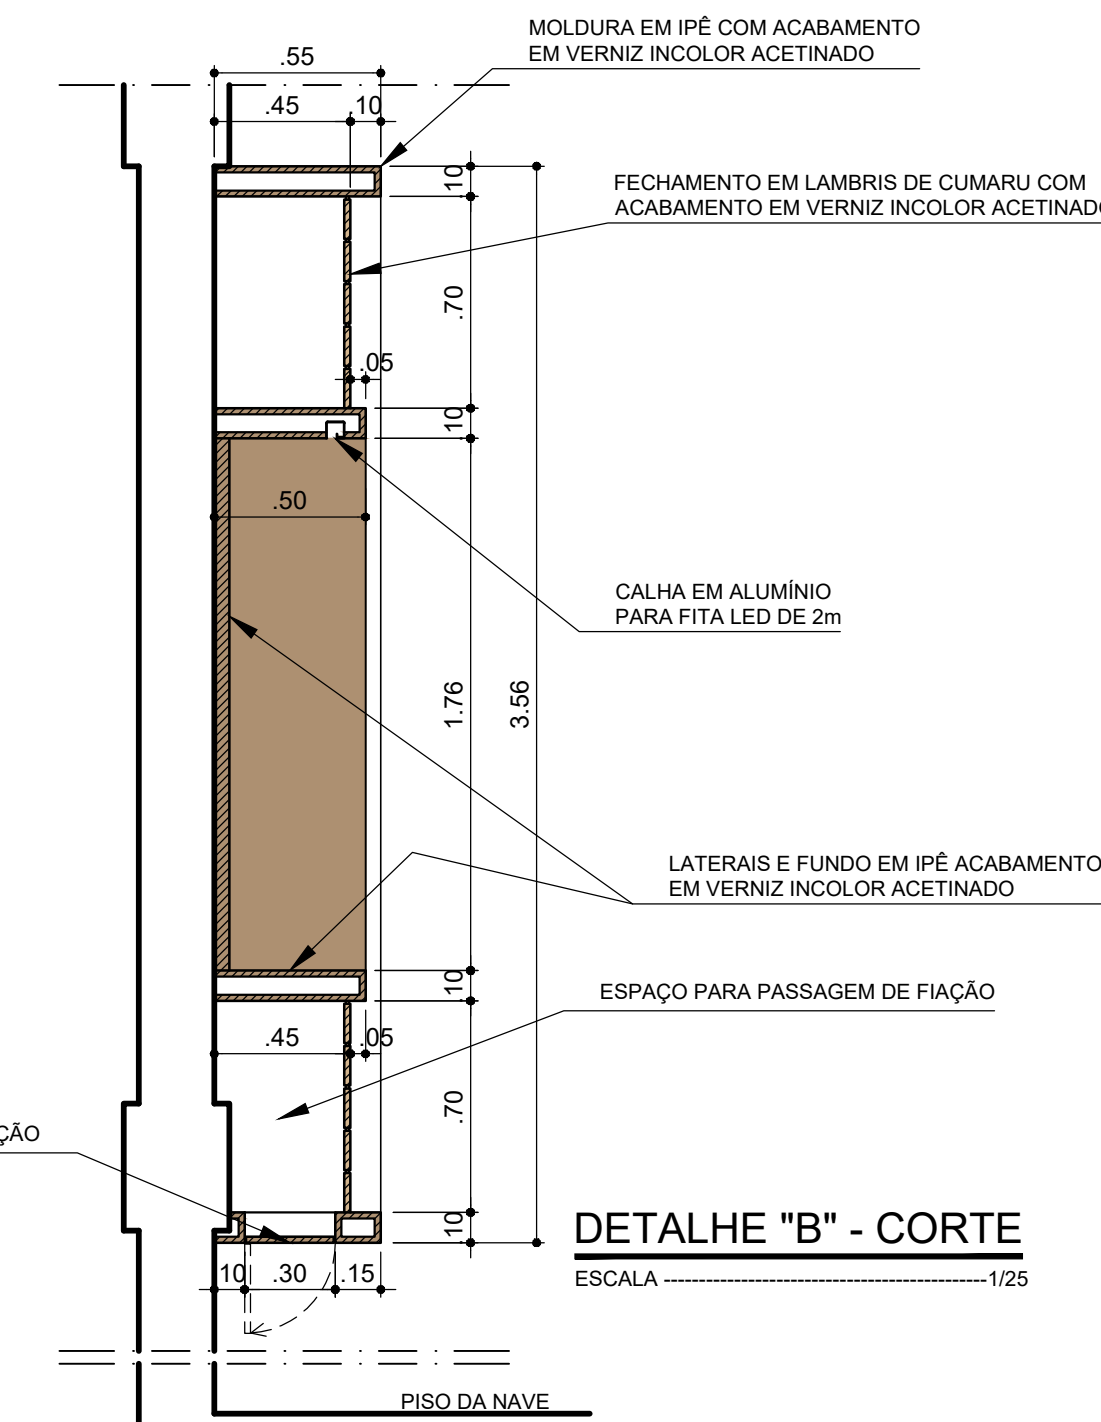 MOLDURA EM IPÊ COM ACABAMENTO
EM VERNIZ INCOLOR ACETINADO
.55
.45
.10
.10
FECHAMENTO EM LAMBRIS DE CUMARU COM
ACABAMENTO EM VERNIZ INCOLOR
.70
.05
.10
.50
CALHA EM ALUMÍNIO
PARA FITA LED DE 2m
1.76
3.56
LATERAIS E FUNDO EM IPÊ ACABAMENTO
EM VERNIZ INCOLOR ACETINADO
.10
ESPAÇO PARA PASSAGEM DE FIAÇÃO
.45
.05
.70
ÇÃO
.10
DETALHE "B" - CORTE
ESCALA ----------------------------------------------1/25
.10
.30
.15
PISO DA NAVE